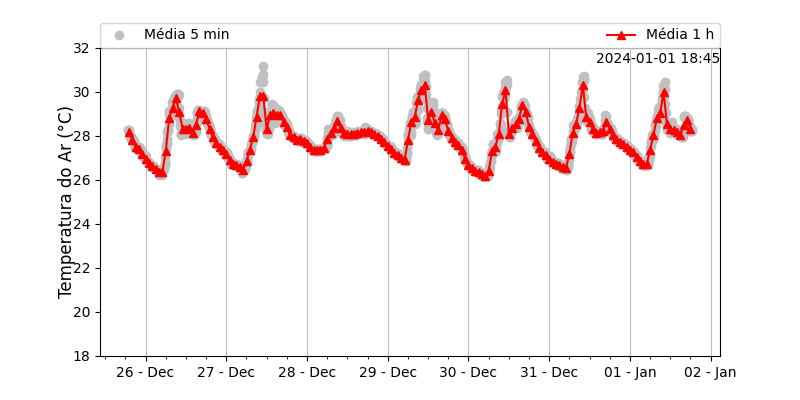 Média 5 min
Média 1 h
2024-01-01 18:45
Temperatura do Ar (°C)
32
30
28
26
24
22
20
18
26 - Dec
27 - Dec
28 - Dec
29 - Dec
30 - Dec
31 - Dec
01 - Jan
02 - Jan